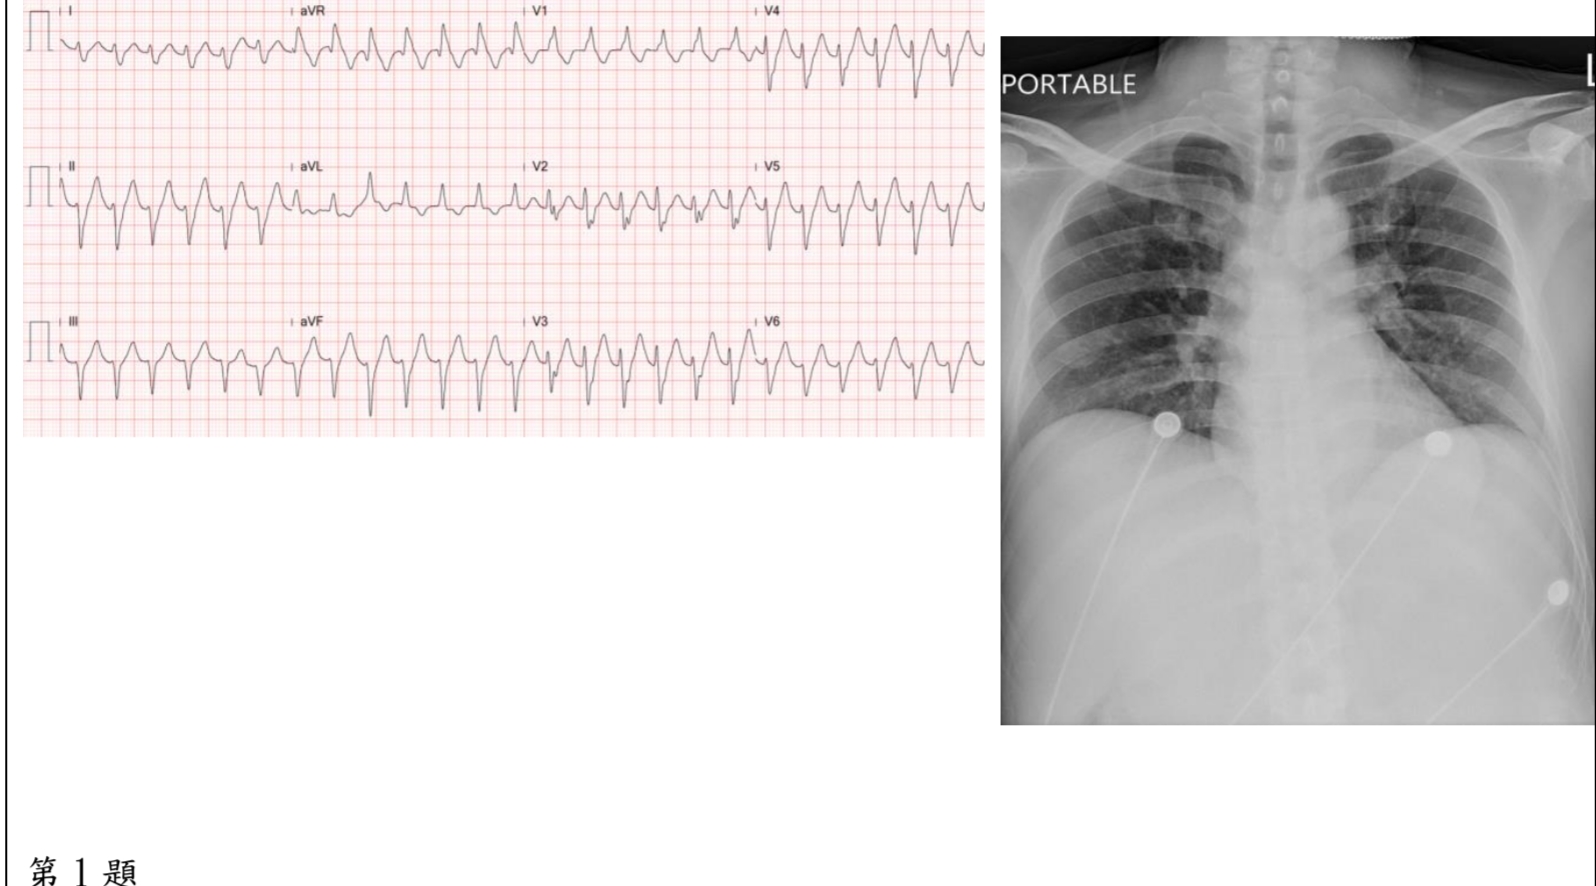 I aVR V1 V4
PORTABLE
L
II aVL V2 V5
III aVF V3 V6
第 1 題